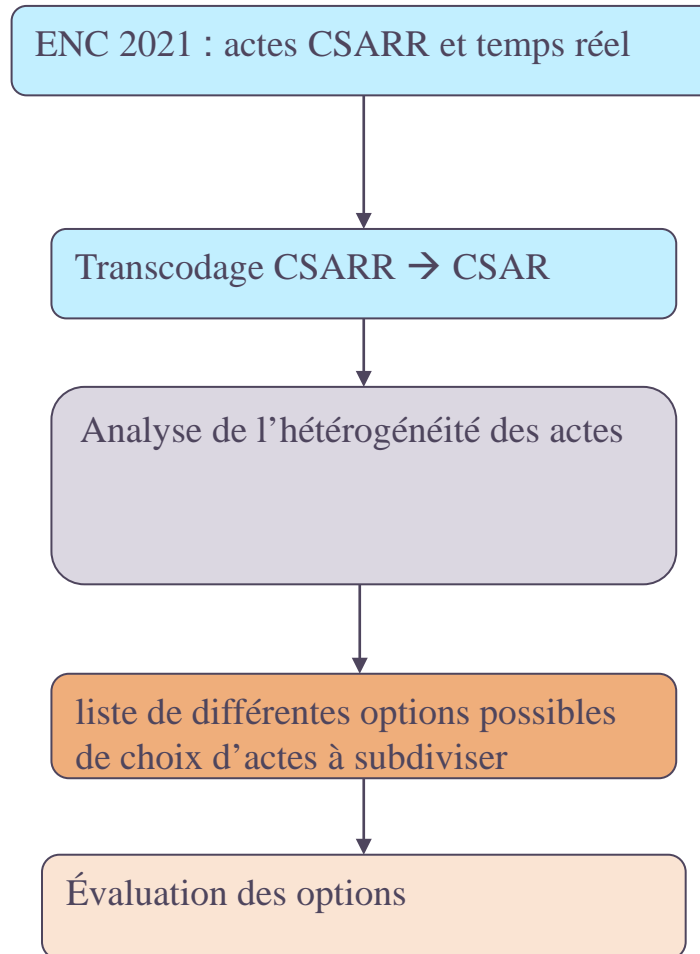 ENC 2021 : actes CSARR et temps réel
Transcodage CSARR → CSAR
Analyse de l’hétérogénéité des actes
liste de différentes options possibles
de choix d’actes à subdiviser
Évaluation des options